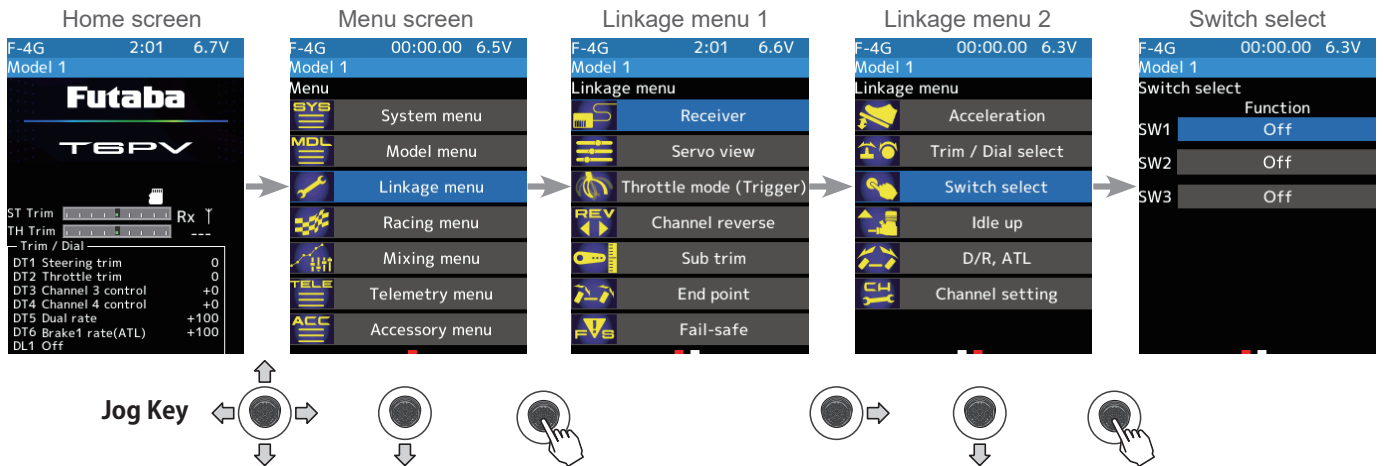 Home screen
F-4G 2:01 6.7V
Model 1
Futaba
T6PV
ST Trim Rx
TH Trim ---
Trim / Dial
DT1 Steering trim 0
DT2 Throttle trim 0
DT3 Channel 3 control +0
DT4 Channel 4 control +0
DT5 Dual rate +100
DT6 Brake1 rate(ATL) +100
DL1 Off
Menu screen
F-4G 00:00.00 6.5V
Model 1
Menu
SYS System menu
MDL Model menu
Linkage menu
Racing menu
Mixing menu
TELE Telemetry menu
ACC Accessory menu
Linkage menu 1
F-4G 2:01 6.6V
Model 1
Linkage menu
Receiver
Servo view
Throttle mode (Trigger)
REV Channel reverse
Sub trim
End point
F/S Fail-safe
Linkage menu 2
F-4G 00:00.00 6.3V
Model 1
Linkage menu
Acceleration
Trim / Dial select
Switch select
Idle up
D/R, ATL
CH Channel setting
Switch select
F-4G 00:00.00 6.3V
Model 1
Switch select
Function
SW1 Off
SW2 Off
SW3 Off
Jog Key